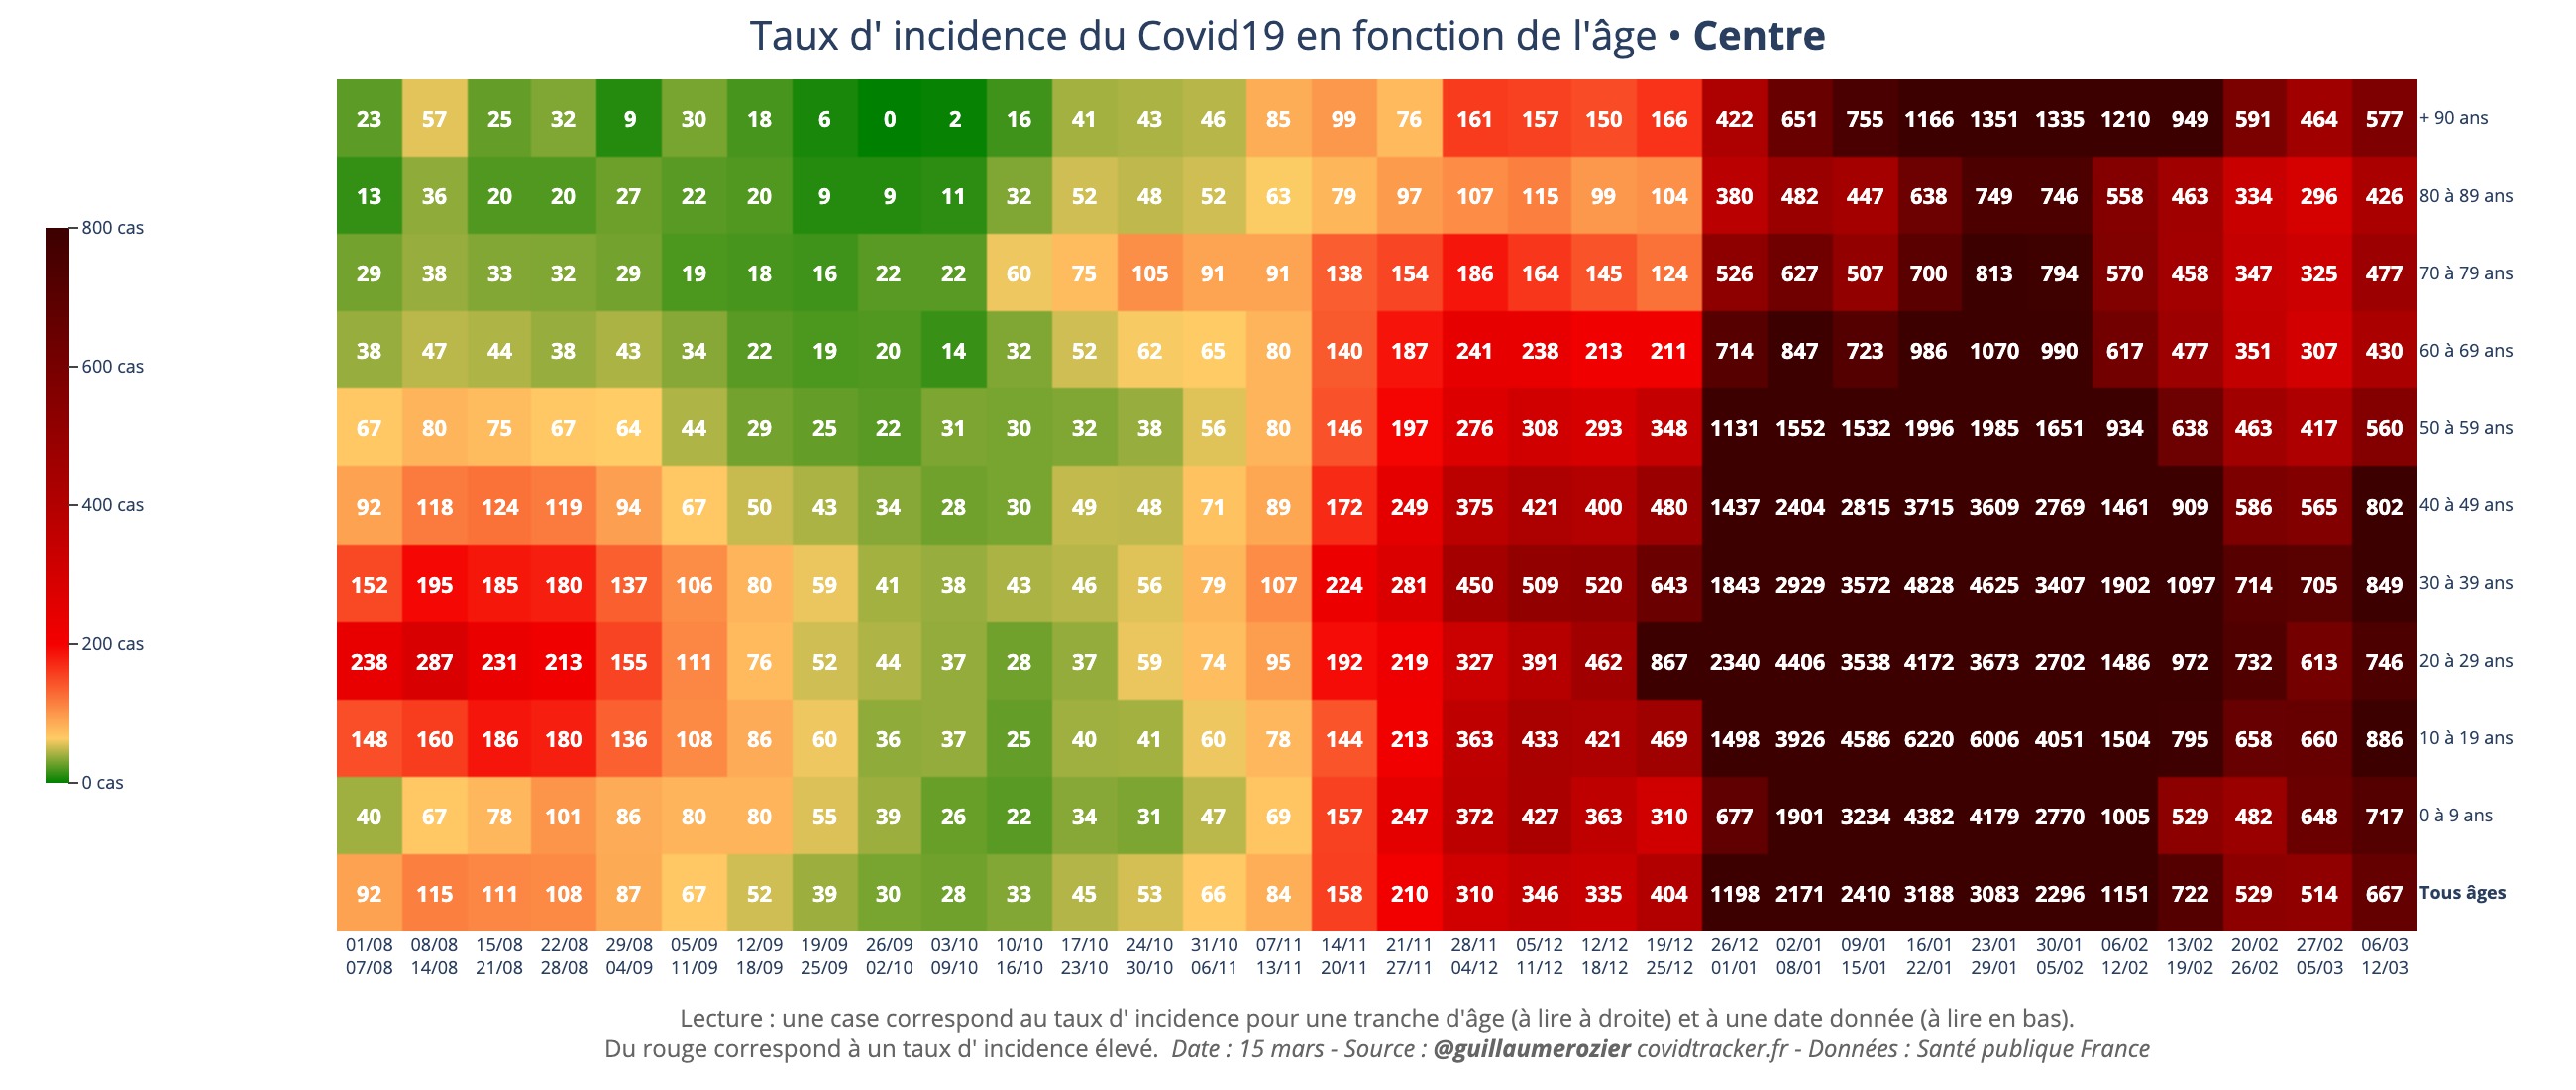 Taux d' incidence du Covid19 en fonction de l'âge • Centre
23 57 25 32 9 30 18 6 0 2 16 41 43 46 85 99 76 161 157 150 166 422 651 755 1166 1351 1335 1210 949 591 464 577 + 90 ans
13 36 20 20 27 22 20 9 9 11 32 52 48 52 63 79 97 107 115 99 104 380 482 447 638 749 746 558 463 334 296 426 80 à 89 ans
800 cas
29 38 33 32 29 19 18 16 22 22 60 75 105 91 91 138 154 186 164 145 124 526 627 507 700 813 794 570 458 347 325 477 70 à 79 ans
38 47 44 38 43 34 22 19 20 14 32 52 62 65 80 140 187 241 238 213 211 714 847 723 986 1070 990 617 477 351 307 430 60 à 69 ans
600 cas
67 80 75 67 64 44 29 25 22 31 30 32 38 56 80 146 197 276 308 293 348 1131 1552 1532 1996 1985 1651 934 638 463 417 560 50 à 59 ans
400 cas
92 118 124 119 94 67 50 43 34 28 30 49 48 71 89 172 249 375 421 400 480 1437 2404 2815 3715 3609 2769 1461 909 586 565 802 40 à 49 ans
152 195 185 180 137 106 80 59 41 38 43 46 56 79 107 224 281 450 509 520 643 1843 2929 3572 4828 4625 3407 1902 1097 714 705 849 30 à 39 ans
200 cas
238 287 231 213 155 111 76 52 44 37 28 37 59 74 95 192 219 327 391 462 867 2340 4406 3538 4172 3673 2702 1486 972 732 613 746 20 à 29 ans
148 160 186 180 136 108 86 60 36 37 25 40 41 60 78 144 213 363 433 421 469 1498 3926 4586 6220 6006 4051 1504 795 658 660 886 10 à 19 ans
0 cas
40 67 78 101 86 80 80 55 39 26 22 34 31 47 69 157 247 372 427 363 310 677 1901 3234 4382 4179 2770 1005 529 482 648 717 0 à 9 ans
92 115 111 108 87 67 52 39 30 28 33 45 53 66 84 158 210 310 346 335 404 1198 2171 2410 3188 3083 2296 1151 722 529 514 667 Tous âges
01/08 08/08 15/08 22/08 29/08 05/09 12/09 19/09 26/09 03/10 10/10 17/10 24/10 31/10 07/11 14/11 21/11 28/11 05/12 12/12 19/12 26/12 02/01 09/01 16/01 23/01 30/01 06/02 13/02 20/02 27/02 06/03
07/08 14/08 21/08 28/08 04/09 11/09 18/09 25/09 02/10 09/10 16/10 23/10 30/10 06/11 13/11 20/11 27/11 04/12 11/12 18/12 25/12 01/01 08/01 15/01 22/01 29/01 05/02 12/02 19/02 26/02 05/03 12/03
Lecture : une case correspond au taux d' incidence pour une tranche d'âge (à lire à droite) et à une date donnée (à lire en bas).
Du rouge correspond à un taux d' incidence élevé. Date : 15 mars - Source : @guillaumerozier covidtracker.fr - Données : Santé publique France